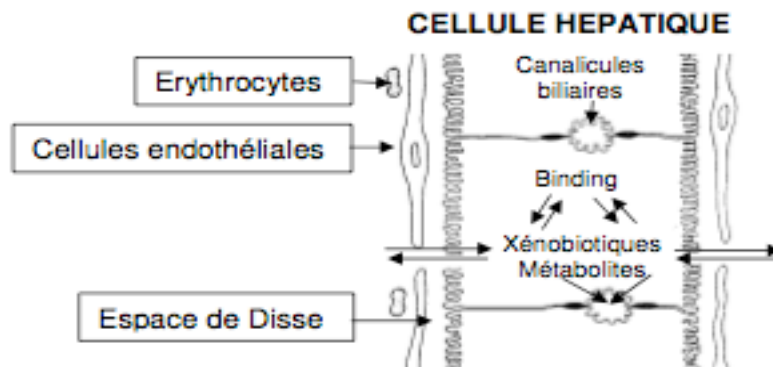 CELLULE HEPATIQUE
Erythrocytes
Canalicules
biliaires
Cellules endothéliales
Binding
Xénobiotiques
Métabolites
Espace de Disse